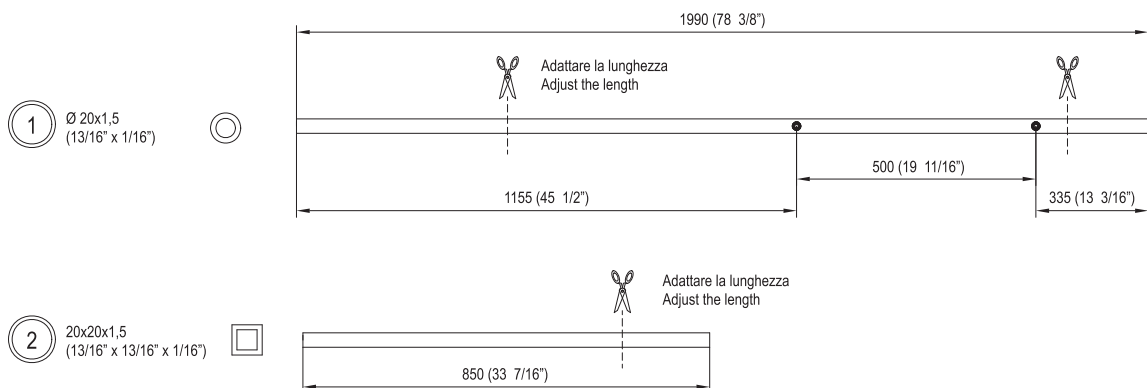 1990 (78 3/8”)
Adattare la lunghezza
Adjust the length
1
Ø 20x1,5
(13/16” x 1/16”)
500 (19 11/16”)
1155 (45 1/2”)
335 (13 3/16”)
Adattare la lunghezza
Adjust the length
2
20x20x1,5
(13/16” x 13/16” x 1/16”)
850 (33 7/16”)